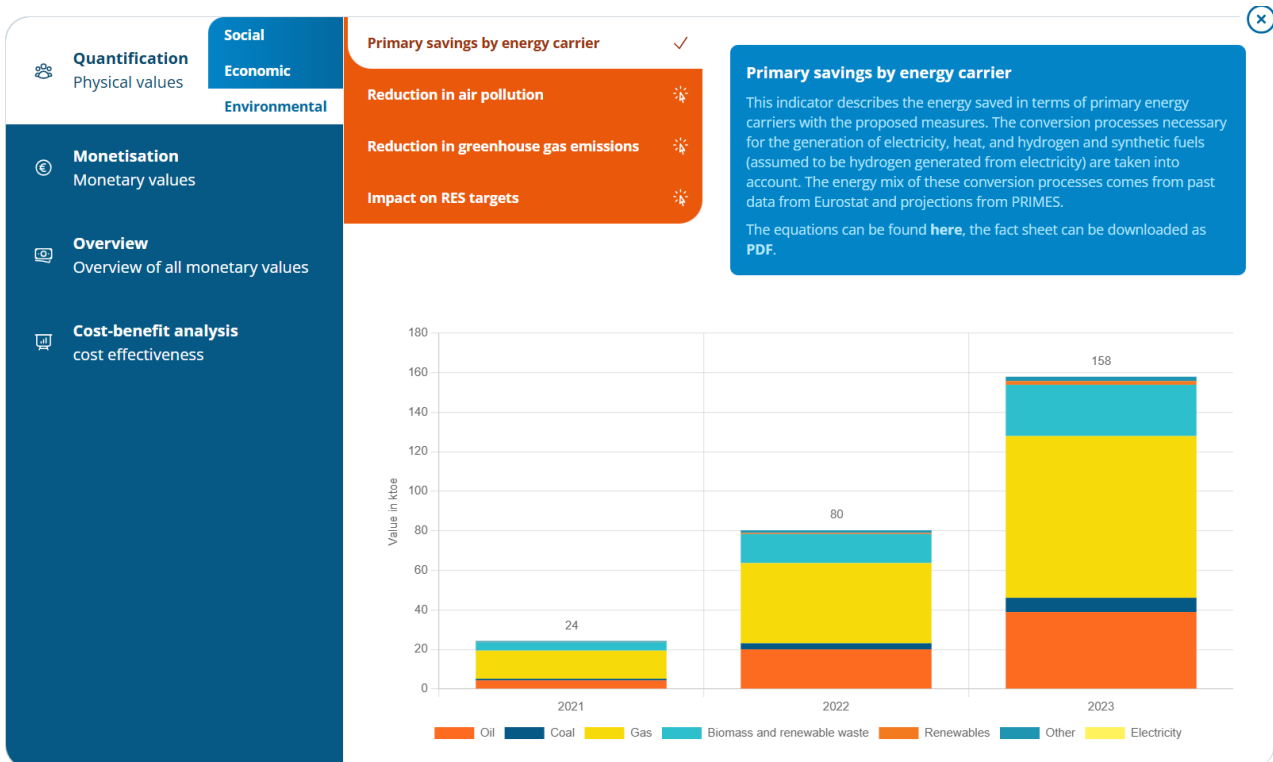 Quantification
Physical values
Social
Economic
Environmental
Monetisation
Monetary values
Overview
Overview of all monetary values
Cost-benefit analysis
cost effectiveness
Primary savings by energy carrier
Reduction in air pollution
Reduction in greenhouse gas emissions
Impact on RES targets
Primary savings by energy carrier
This indicator describes the energy saved in terms of primary energy
carriers with the proposed measures. The conversion processes necessary
for the generation of electricity, heat, and hydrogen and synthetic fuels
(assumed to be hydrogen generated from electricity) are taken into
account. The energy mix of these conversion processes comes from past
data from Eurostat and projections from PRIMES.
The equations can be found here, the fact sheet can be downloaded as
PDF.
Value in ktoe
180
160
140
120
100
80
60
40
20
0
24
80
158
2021
2022
2023
Oil
Coal
Gas
Biomass and renewable waste
Renewables
Other
Electricity